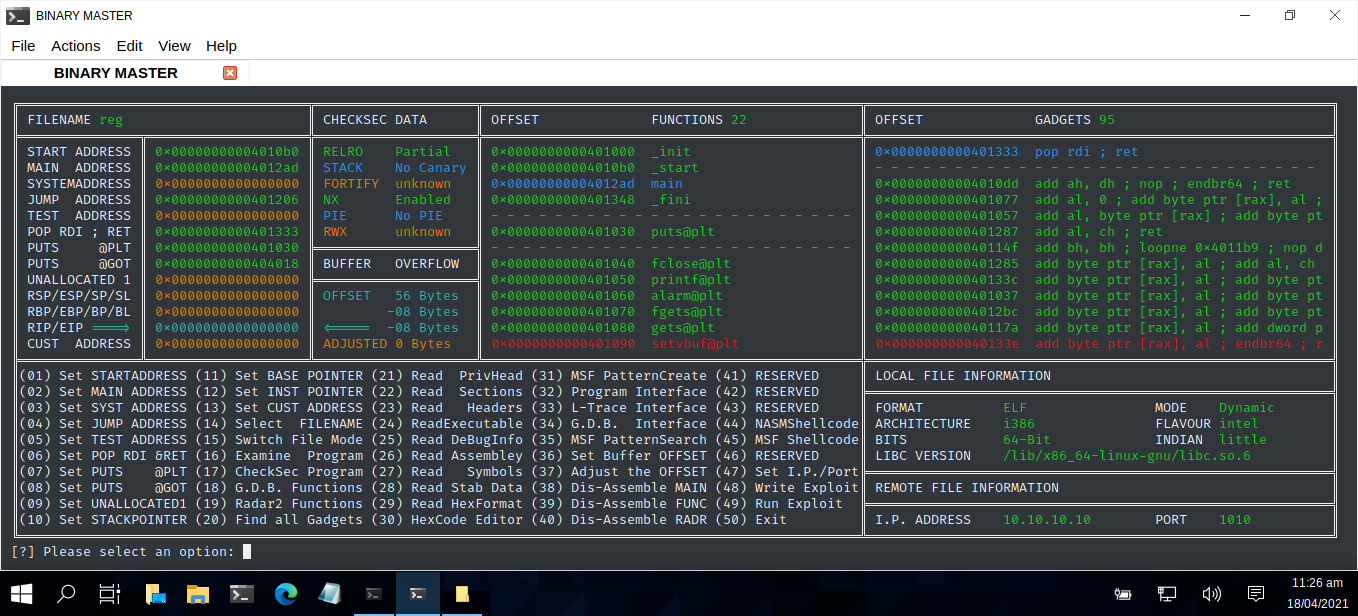 BINARY MASTER
File Actions Edit View Help
BINARY MASTER
FILENAME reg CHECKSEC DATA OFFSET FUNCTIONS 22 OFFSET GADGETS 95
START ADDRESS 0×00000000004010b0 RELRO Partial 0×0000000000401000 _init 0×0000000000401333 pop rdi ; ret
MAIN ADDRESS 0×00000000004012ad STACK No Canary 0×00000000004010b0 _start - - - - - - - - - - - - - - - - - - - - - - - - - - - -
SYSTEMADDRESS 0×0000000000000000 FORTIFY unknown 0×00000000004012ad main 0×00000000004010dd add ah, dh ; nop ; endbr64 ; ret
JUMP ADDRESS 0×0000000000401206 NX Enabled 0×0000000000401348 _fini 0×0000000000401077 add al, 0 ; add byte ptr [rax], al ;
TEST ADDRESS 0×0000000000000000 PIE No PIE - - - - - - - - - - - - - - - - - - - - - - - 0×0000000000401057 add al, byte ptr [rax] ; add byte pt
POP RDI ; RET 0×0000000000401333 RWX unknown 0×0000000000401030 puts@plt 0×0000000000401287 add al, ch ; ret
PUTS @PLT 0×0000000000401030 - - - - - - - - - - - - - - - - - - - - - - - 0×000000000040114f add bh, bh ; loopne 0×4011b9 ; nop d
PUTS @GOT 0×0000000000404018 BUFFER OVERFLOW 0×0000000000401040 fclose@plt 0×0000000000401285 add byte ptr [rax], al ; add al, ch
UNALLOCATED 1 0×0000000000000000 0×0000000000401050 printf@plt 0×000000000040133c add byte ptr [rax], al ; add byte pt
RSP/ESP/SP/SL 0×0000000000000000 OFFSET 56 Bytes 0×0000000000401060 alarm@plt 0×0000000000401037 add byte ptr [rax], al ; add byte pt
RBP/EBP/BP/BL 0×0000000000000000 -08 Bytes 0×0000000000401070 fgets@plt 0×00000000004012bc add byte ptr [rax], al ; add byte pt
RIP/EIP ⟹ 0×0000000000000000 ⟸ -08 Bytes 0×0000000000401080 gets@plt 0×000000000040117a add byte ptr [rax], al ; add dword p
CUST ADDRESS 0×0000000000000000 ADJUSTED 0 Bytes 0×0000000000401090 setvbuf@plt 0×000000000040133e add byte ptr [rax], al ; endbr64 ; r
(01) Set STARTADDRESS (11) Set BASE POINTER (21) Read PrivHead (31) MSF PatternCreate (41) RESERVED LOCAL FILE INFORMATION
(02) Set MAIN ADDRESS (12) Set INST POINTER (22) Read Sections (32) Program Interface (42) RESERVED
(03) Set SYST ADDRESS (13) Set CUST ADDRESS (23) Read Headers (33) L-Trace Interface (43) RESERVED FORMAT ELF MODE Dynamic
(04) Set JUMP ADDRESS (14) Select FILENAME (24) ReadExecutable (34) G.D.B. Interface (44) NASMShellcode ARCHITECTURE i386 FLAVOUR intel
(05) Set TEST ADDRESS (15) Switch File Mode (25) Read DeBugInfo (35) MSF PatternSearch (45) MSF Shellcode BITS 64-Bit INDIAN little
(06) Set POP RDI &RET (16) Examine Program (26) Read Assembley (36) Set Buffer OFFSET (46) RESERVED LIBC VERSION /lib/x86_64-linux-gnu/libc.so.6
(07) Set PUTS @PLT (17) CheckSec Program (27) Read Symbols (37) Adjust the OFFSET (47) Set I.P./Port
(08) Set PUTS @GOT (18) G.D.B. Functions (28) Read Stab Data (38) Dis-Assemble MAIN (48) Write Exploit REMOTE FILE INFORMATION
(09) Set UNALLOCATED1 (19) Radar2 Functions (29) Read HexFormat (39) Dis-Assemble FUNC (49) Run Exploit
(10) Set STACKPOINTER (20) Find all Gadgets (30) HexCode Editor (40) Dis-Assemble RADR (50) Exit I.P. ADDRESS 10.10.10.10 PORT 1010
[?] Please select an option:
11:26 am
18/04/2021